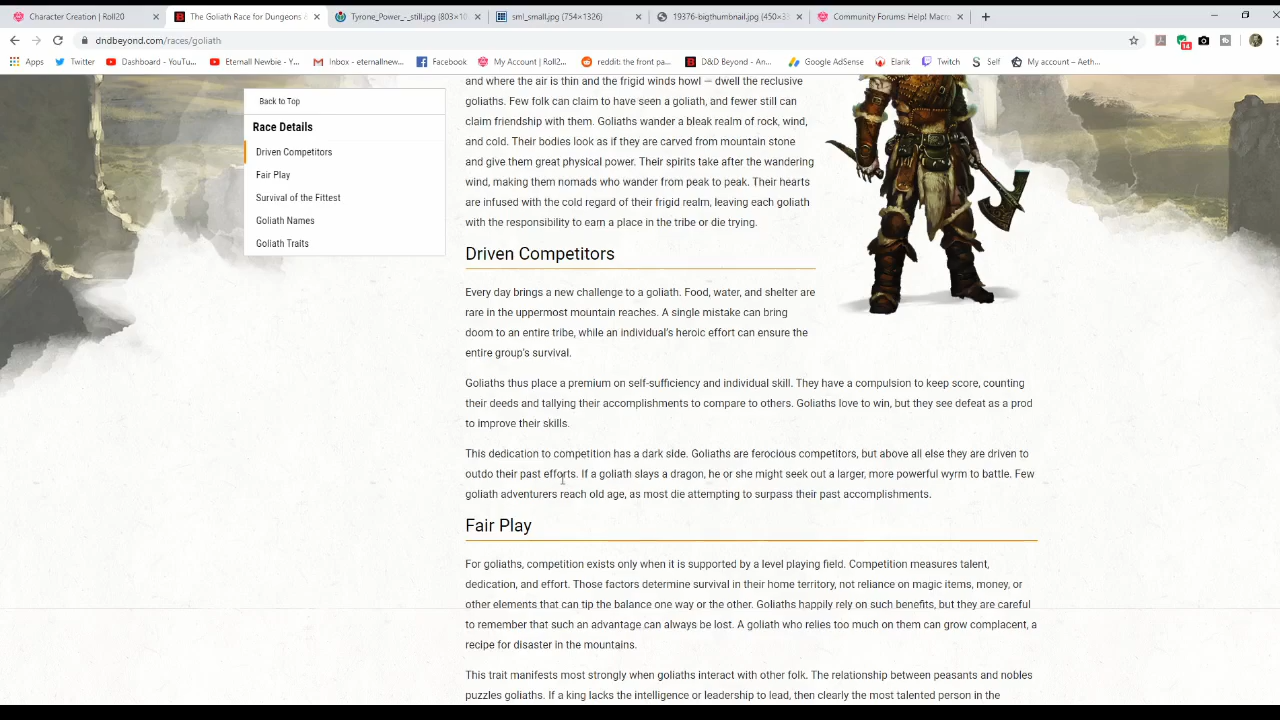 Character Creation | Roll20
The Goliath Race for Dungeons &
Tyrone_Power_-_still.jpg (803×10
sml_small.jpg (754×1326)
19376-bigthumbnail.jpg (450×33
Community Forums: Help! Macro
dndbeyond.com/races/goliath
14
Apps
Twitter
Dashboard - YouTu...
Eternall Newbie - Y...
Inbox - eternallnew...
Facebook
My Account | Roll2...
reddit: the front pa...
D&D Beyond - An...
Google AdSense
Elarik
Twitch
Self
My account – Aeth...
Back to Top
Race Details
Driven Competitors
Fair Play
Survival of the Fittest
Goliath Names
Goliath Traits
and where the air is thin and the frigid winds howl — dwell the reclusive
goliaths. Few folk can claim to have seen a goliath, and fewer still can
claim friendship with them. Goliaths wander a bleak realm of rock, wind,
and cold. Their bodies look as if they are carved from mountain stone
and give them great physical power. Their spirits take after the wandering
wind, making them nomads who wander from peak to peak. Their hearts
are infused with the cold regard of their frigid realm, leaving each goliath
with the responsibility to earn a place in the tribe or die trying.
Driven Competitors
Every day brings a new challenge to a goliath. Food, water, and shelter are
rare in the uppermost mountain reaches. A single mistake can bring
doom to an entire tribe, while an individual's heroic effort can ensure the
entire group's survival.
Goliaths thus place a premium on self-sufficiency and individual skill. They have a compulsion to keep score, counting
their deeds and tallying their accomplishments to compare to others. Goliaths love to win, but they see defeat as a prod
to improve their skills.
This dedication to competition has a dark side. Goliaths are ferocious competitors, but above all else they are driven to
outdo their past efforts. If a goliath slays a dragon, he or she might seek out a larger, more powerful wyrm to battle. Few
goliath adventurers reach old age, as most die attempting to surpass their past accomplishments.
Fair Play
For goliaths, competition exists only when it is supported by a level playing field. Competition measures talent,
dedication, and effort. Those factors determine survival in their home territory, not reliance on magic items, money, or
other elements that can tip the balance one way or the other. Goliaths happily rely on such benefits, but they are careful
to remember that such an advantage can always be lost. A goliath who relies too much on them can grow complacent, a
recipe for disaster in the mountains.
This trait manifests most strongly when goliaths interact with other folk. The relationship between peasants and nobles
puzzles goliaths. If a king lacks the intelligence or leadership to lead, then clearly the most talented person in the